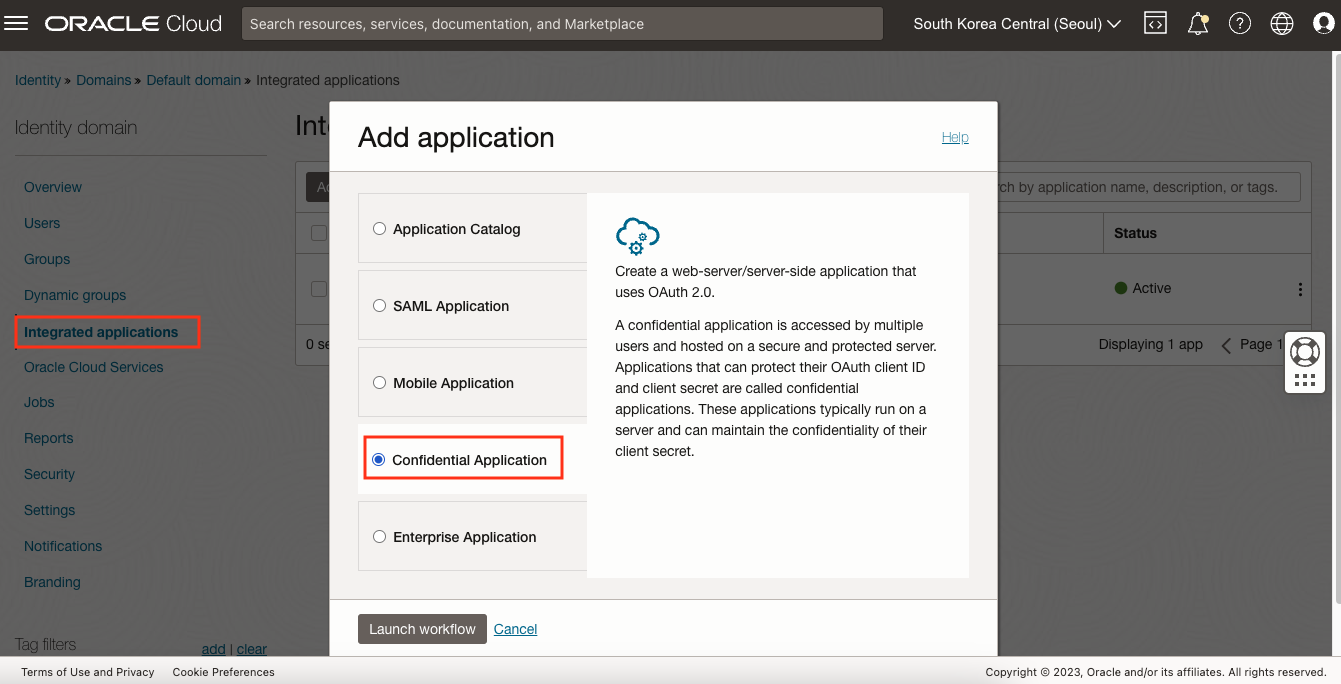 ORACLE Cloud
Search resources, services, documentation, and Marketplace
South Korea Central (Seoul)
Identity » Domains » Default domain » Integrated applications
Identity domain
Overview
Users
Groups
Dynamic groups
Integrated applications
Oracle Cloud Services
Jobs
Reports
Security
Settings
Notifications
Branding
Tag filters
add | clear
Add application
Help
Application Catalog
SAML Application
Mobile Application
Confidential Application
Enterprise Application
Create a web-server/server-side application that
uses OAuth 2.0.
A confidential application is accessed by multiple
users and hosted on a secure and protected server.
Applications that can protect their OAuth client ID
and client secret are called confidential
applications. These applications typically run on a
server and can maintain the confidentiality of their
client secret.
Launch workflow
Cancel
by application name, description, or tags.
Status
Active
0
Displaying 1 app
Page 1
Terms of Use and Privacy
Cookie Preferences
Copyright © 2023, Oracle and/or its affiliates. All rights reserved.